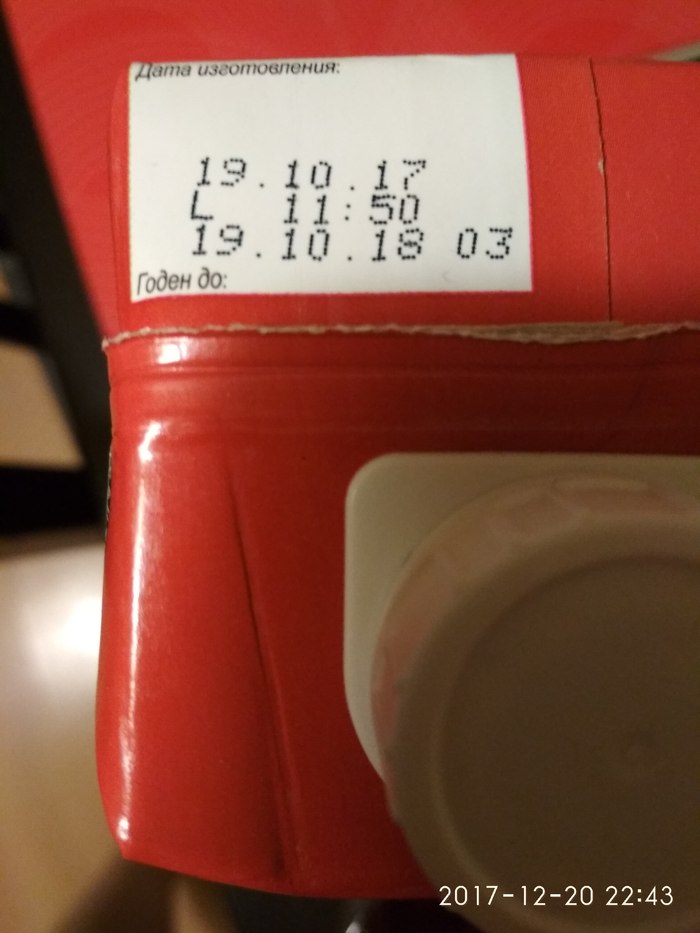 Дата изготовления:
19.10.17
L 11:50
19.10.18 03
Годен до:
2017-12-20 22:43